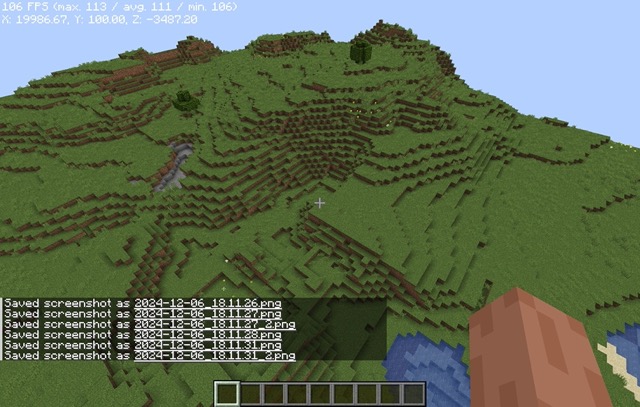 106 FPS (max. 113 / avg. 111 / min. 106)
X: 19986.67, Y: 100.00, Z: -3487.20
Saved screenshot as 2024-12-06_18.11.26.png
Saved screenshot as 2024-12-06_18.11.27.png
Saved screenshot as 2024-12-06_18.11.27_2.png
Saved screenshot as 2024-12-06_18.11.28.png
Saved screenshot as 2024-12-06_18.11.31.png
Saved screenshot as 2024-12-06_18.11.31_2.png